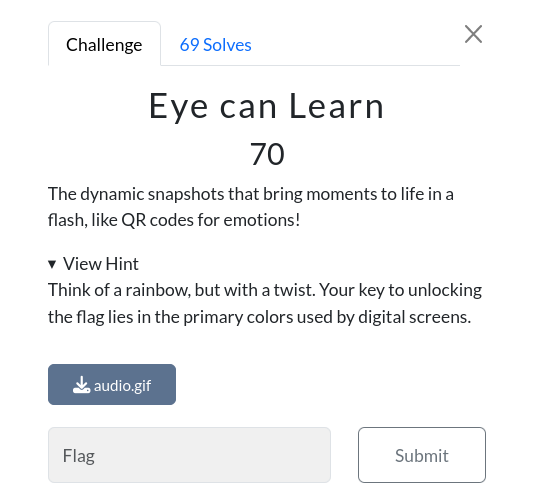 Challenge
69 Solves
Eye can Learn
70
The dynamic snapshots that bring moments to life in a
flash, like QR codes for emotions!
▼ View Hint
Think of a rainbow, but with a twist. Your key to unlocking
the flag lies in the primary colors used by digital screens.
audio.gif
Flag
Submit